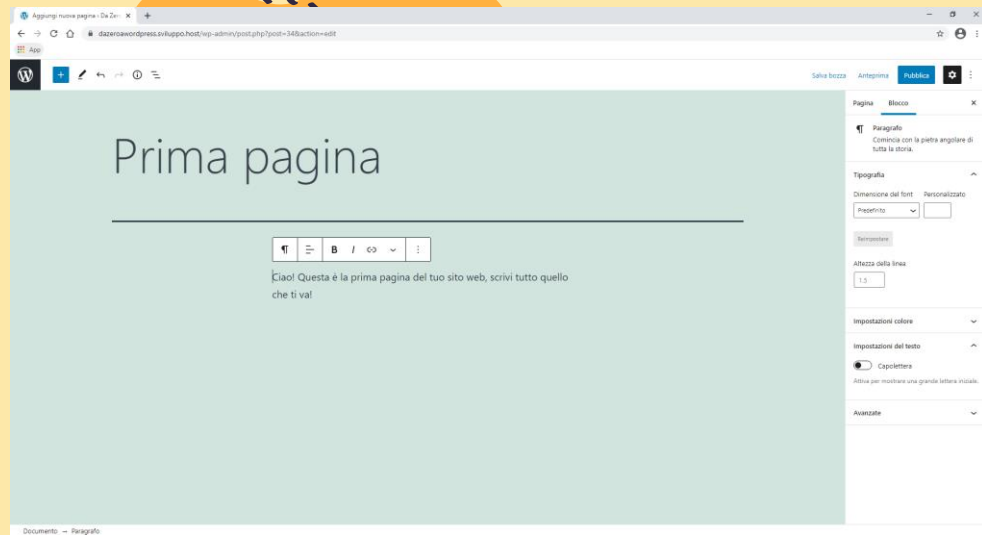 Aggiungi nuova pagina ‹ Da Zer
dazeroawordpress.sviluppo.host/wp-admin/post.php?post=34&action=edit
App
Salva bozza Anteprima Pubblica
Pagina Blocco
Prima pagina
Paragrafo
Comincia con la pietra angolare di
tutta la storia.
Tipografia
Dimensione del font Personalizzato
Predefinito
Reimpostare
Altezza della linea
1.5
B I
Ciao! Questa è la prima pagina del tuo sito web, scrivi tutto quello
che ti va!
Impostazioni colore
Impostazioni del testo
Capolettera
Attiva per mostrare una grande lettera iniziale.
Avanzate
Documento → Paragrafo